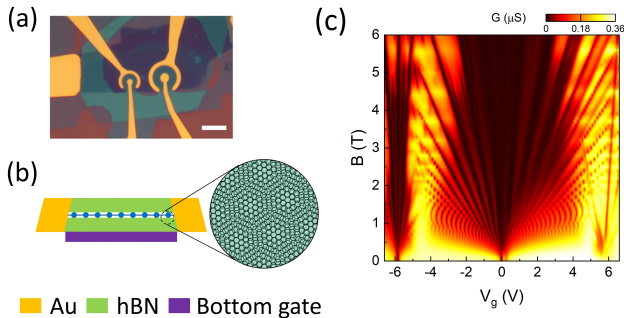 (a)
(b)
Au hBN Bottom gate
(c)
G (μS)
0 0.18 0.36
B (T)
6
5
4
3
2
1
0
-6 -4 -2 0 2 4 6
Vg (V)